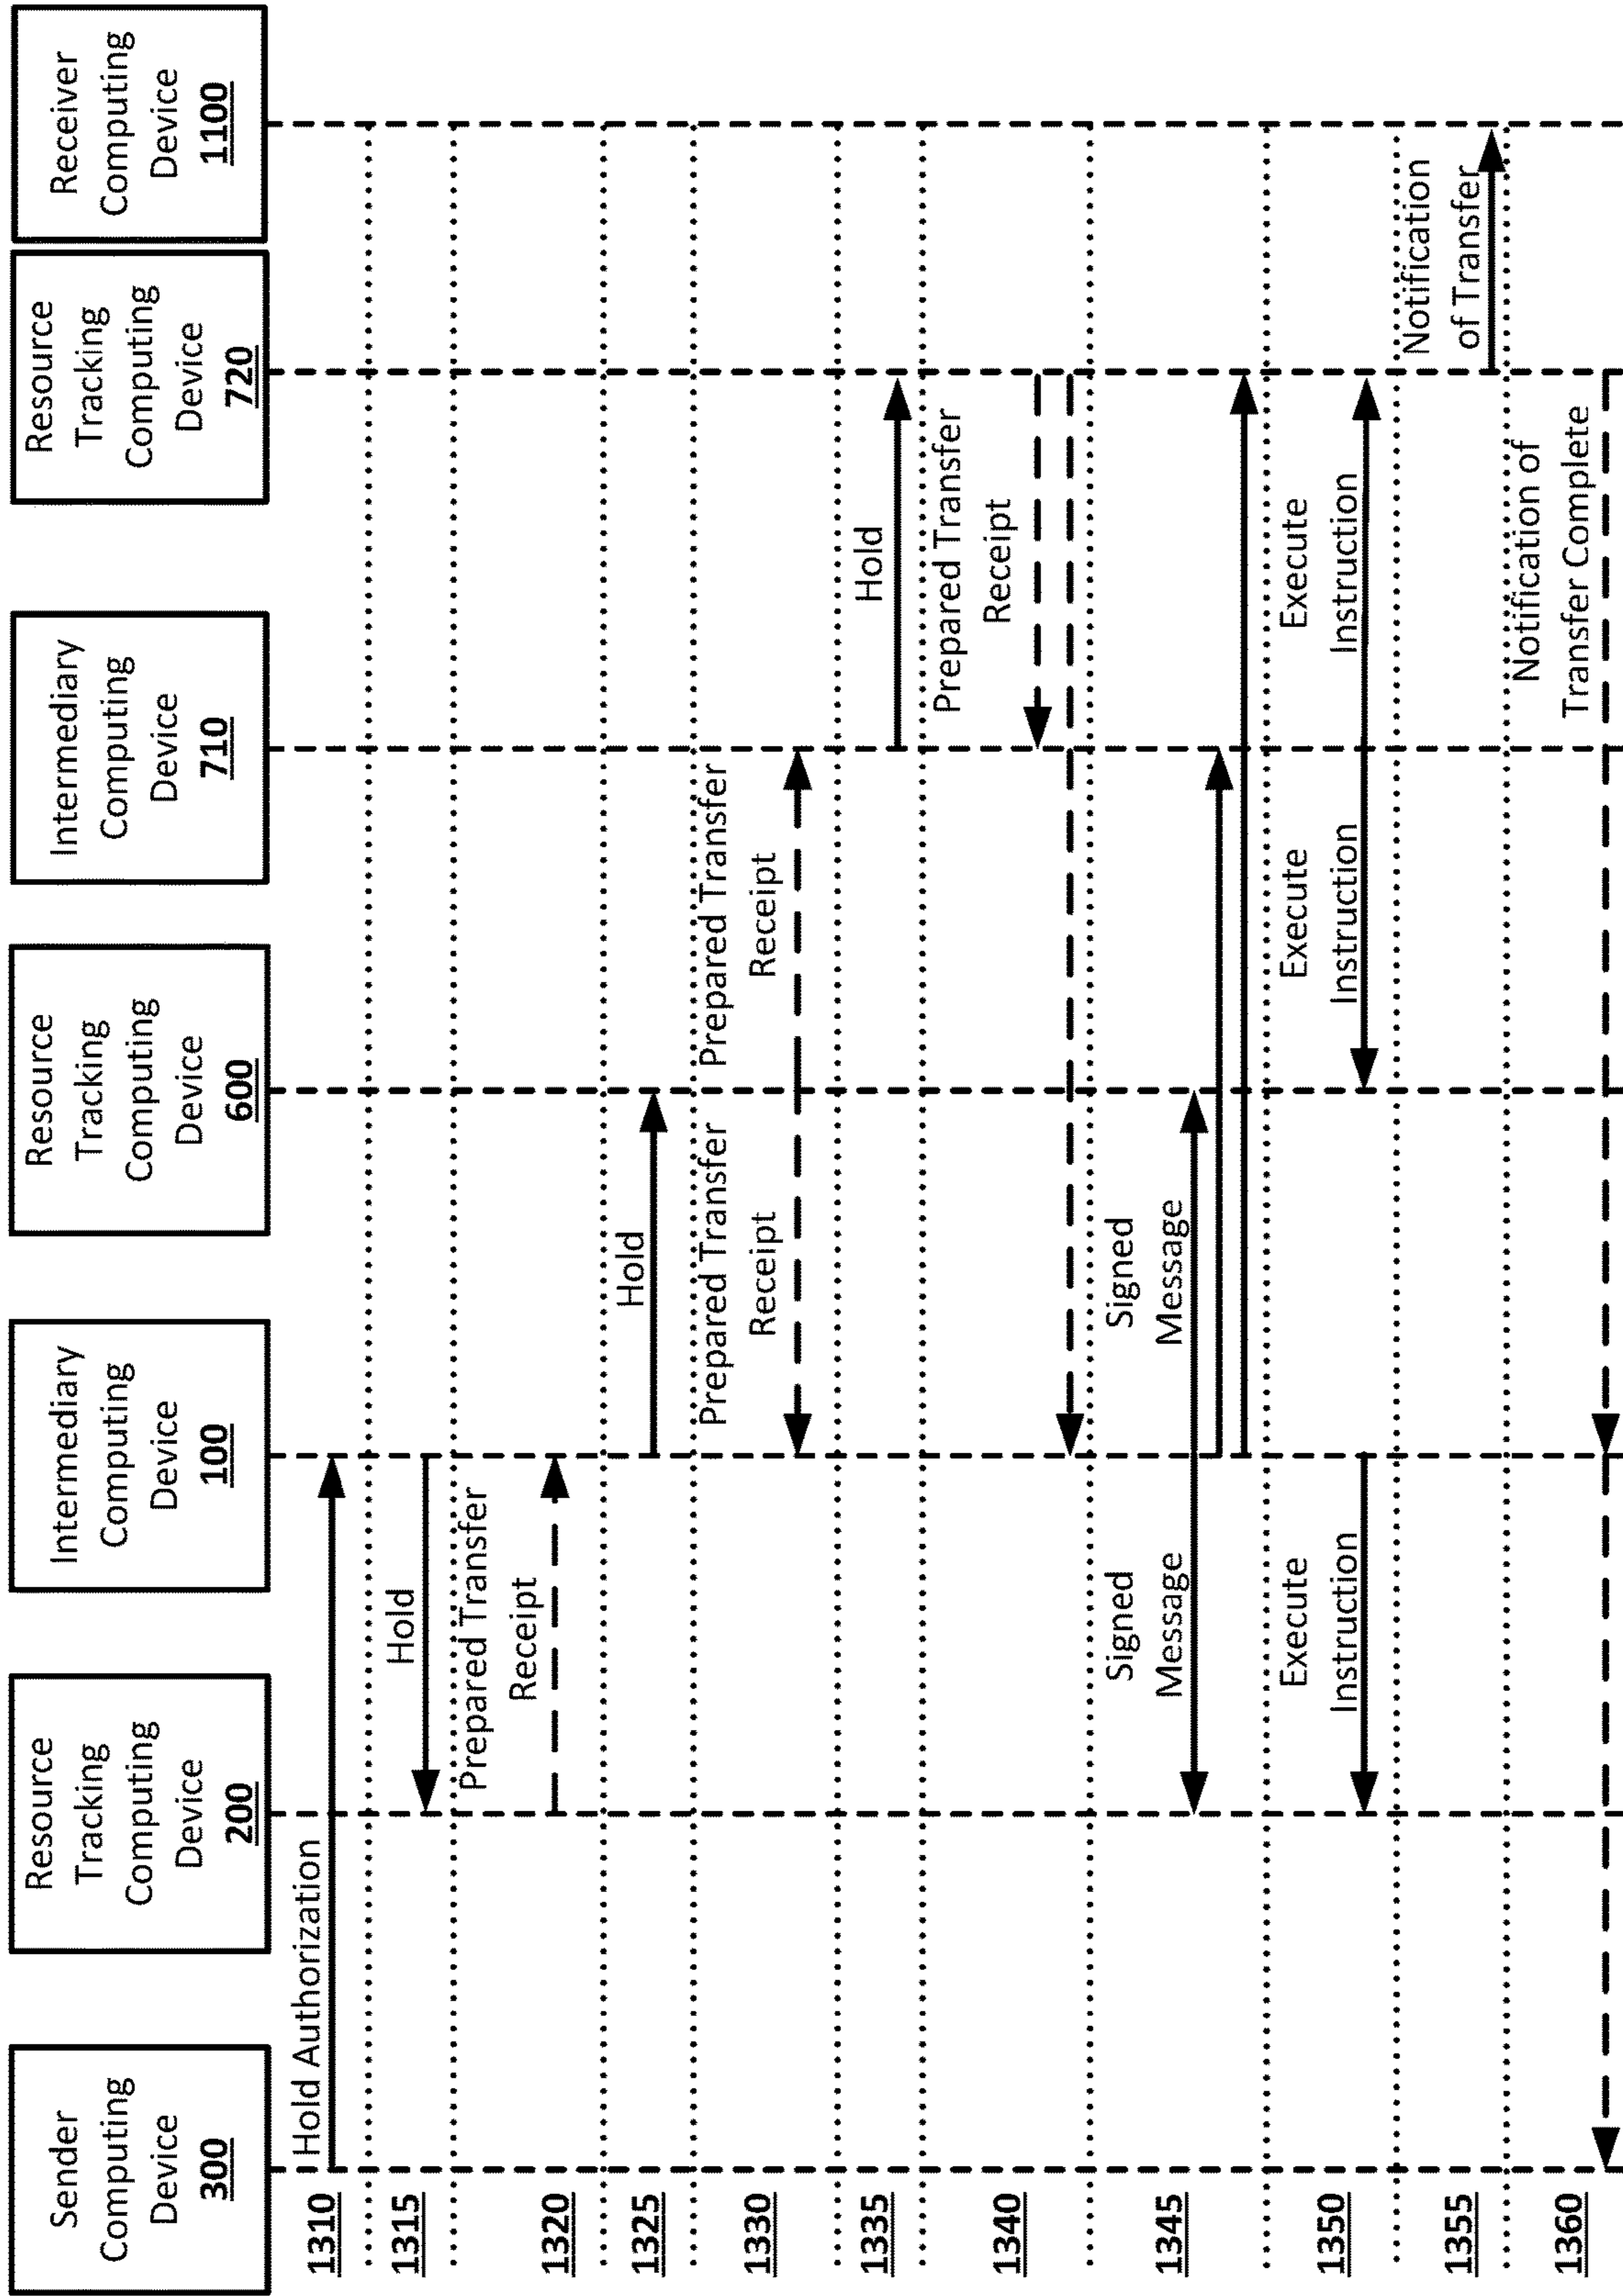 Sender
Computing
Device
300
Resource
Tracking
Computing
Device
200
Intermediary
Computing
Device
100
Resource
Tracking
Computing
Device
600
Intermediary
Computing
Device
710
Resource
Tracking
Computing
Device
720
Receiver
Computing
Device
1100
1310
Hold Authorization
1315
Hold
1320
Prepared Transfer
Receipt
1325
Hold
1330
Prepared Transfer
Receipt
Prepared Transfer
Receipt
1335
Hold
1340
Prepared Transfer
Receipt
1345
Signed
Message
Signed
Message
1350
Execute
Instruction
Execute
Instruction
Execute
Instruction
1355
Notification
of Transfer
1360
Notification of
Transfer Complete